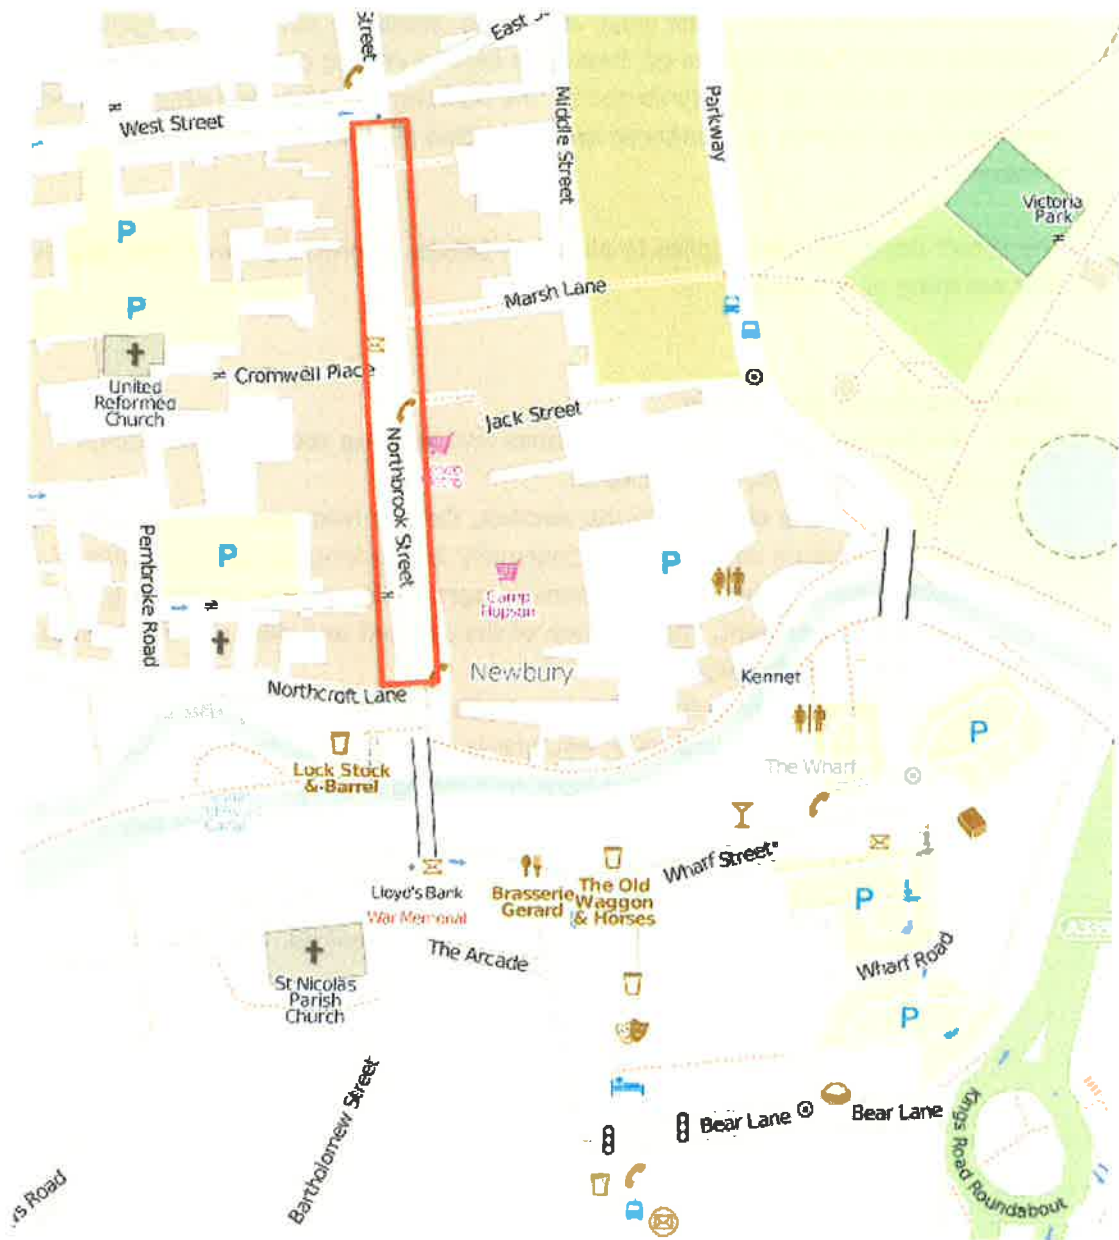 Street
East
West Street
Middle Street
Parkway
P
Victoria
Park
P
Marsh Lane
United
Reformed
Church
Cromwell Place
Jack Street
Northbrook Street
Pembroke Road
P
P
Camp
Hopson
Newbury
Kennet
Northcroft Lane
P
Lock Stock
& Barrel
The Wharf
Wharf Street
Lloyd's Bank
War Memorial
Brasserie
Gerard
The Old
Waggon
& Horses
P
The Arcade
Wharf Road
A339
St Nicolas
Parish
Church
P
Bartholomew Street
Bear Lane
Bear Lane
Kings Road Roundabout
Road